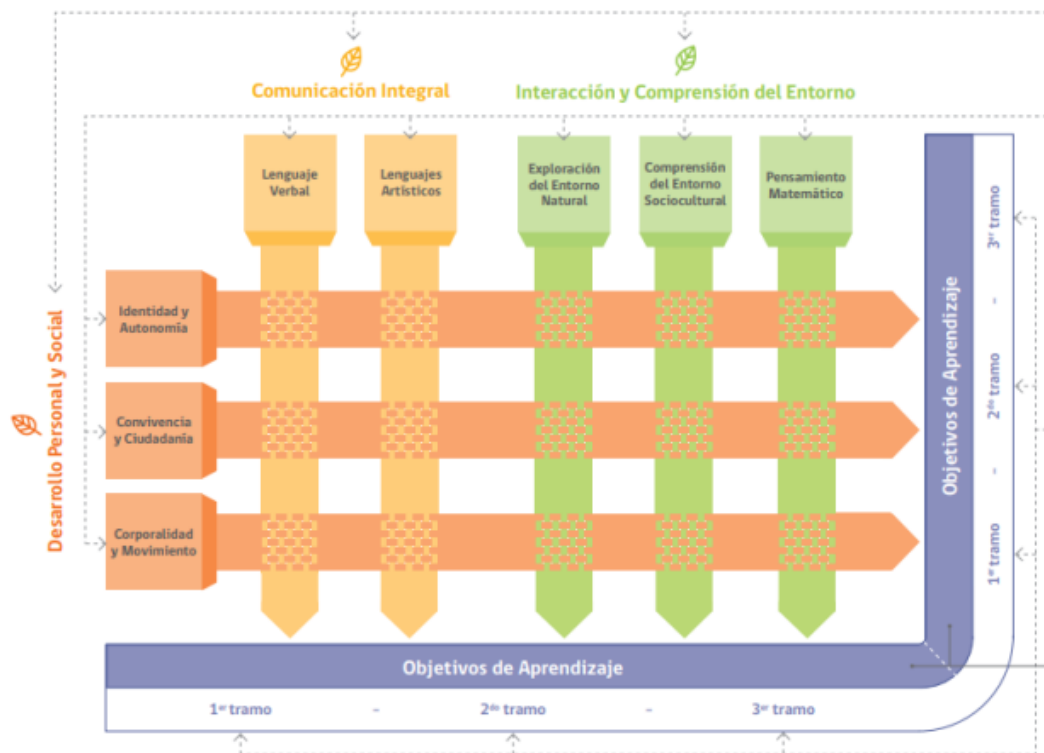 Comunicación Integral
Interacción y Comprensión del Entorno
Lenguaje
Verbal
Lenguajes
Artísticos
Exploración
del Entorno
Natural
Comprensión
del Entorno
Sociocultural
Pensamiento
Matemático
Desarrollo Personal y Social
Identidad y
Autonomía
Convivencia
y Ciudadanía
Corporalidad
y Movimiento
Objetivos de Aprendizaje
1er tramo - 2do tramo - 3er tramo
Objetivos de Aprendizaje
1er tramo - 2do tramo - 3er tramo